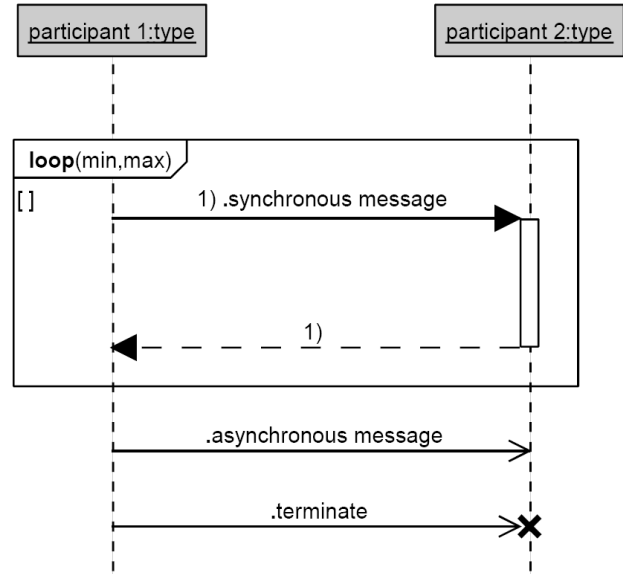 participant 1:type
participant 2:type
loop(min,max)
[ ]
1) .synchronous message
1)
.asynchronous message
.terminate